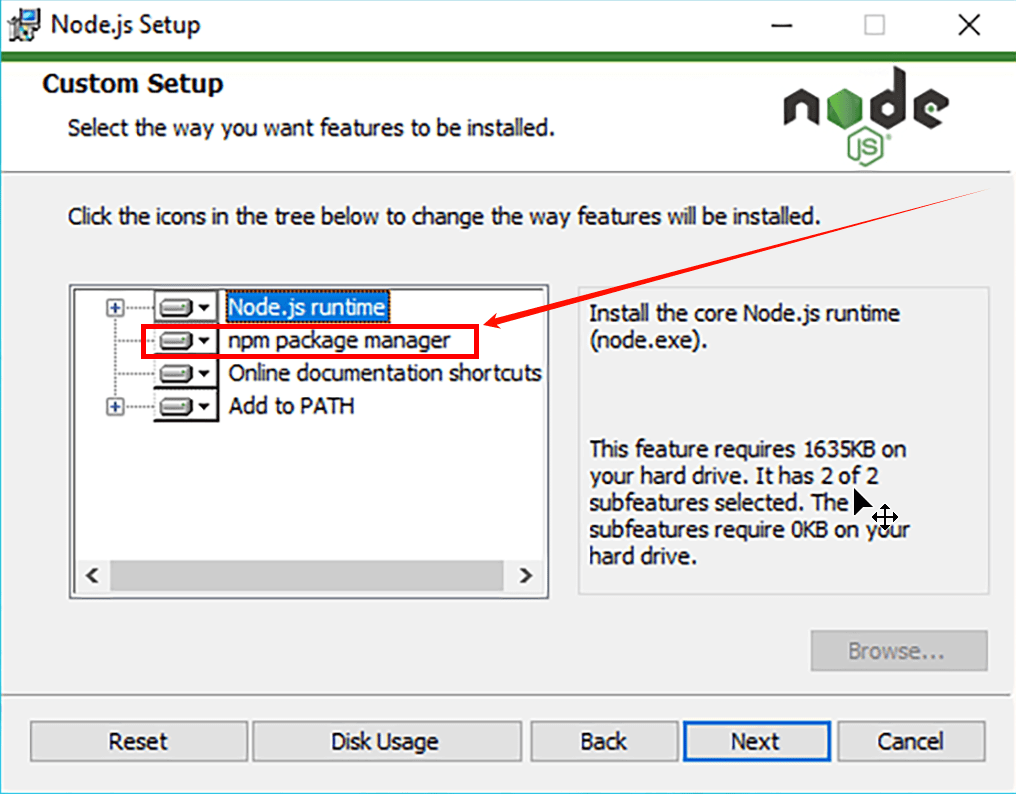 Node.js Setup
Custom Setup
Select the way you want features to be installed.
node
JS
Click the icons in the tree below to change the way features will be installed.
Node.js runtime
npm package manager
Online documentation shortcuts
Add to PATH
Install the core Node.js runtime
(node.exe).
This feature requires 1635KB on
your hard drive. It has 2 of 2
subfeatures selected. The
subfeatures require 0KB on your
hard drive.
Browse...
Reset
Disk Usage
Back
Next
Cancel